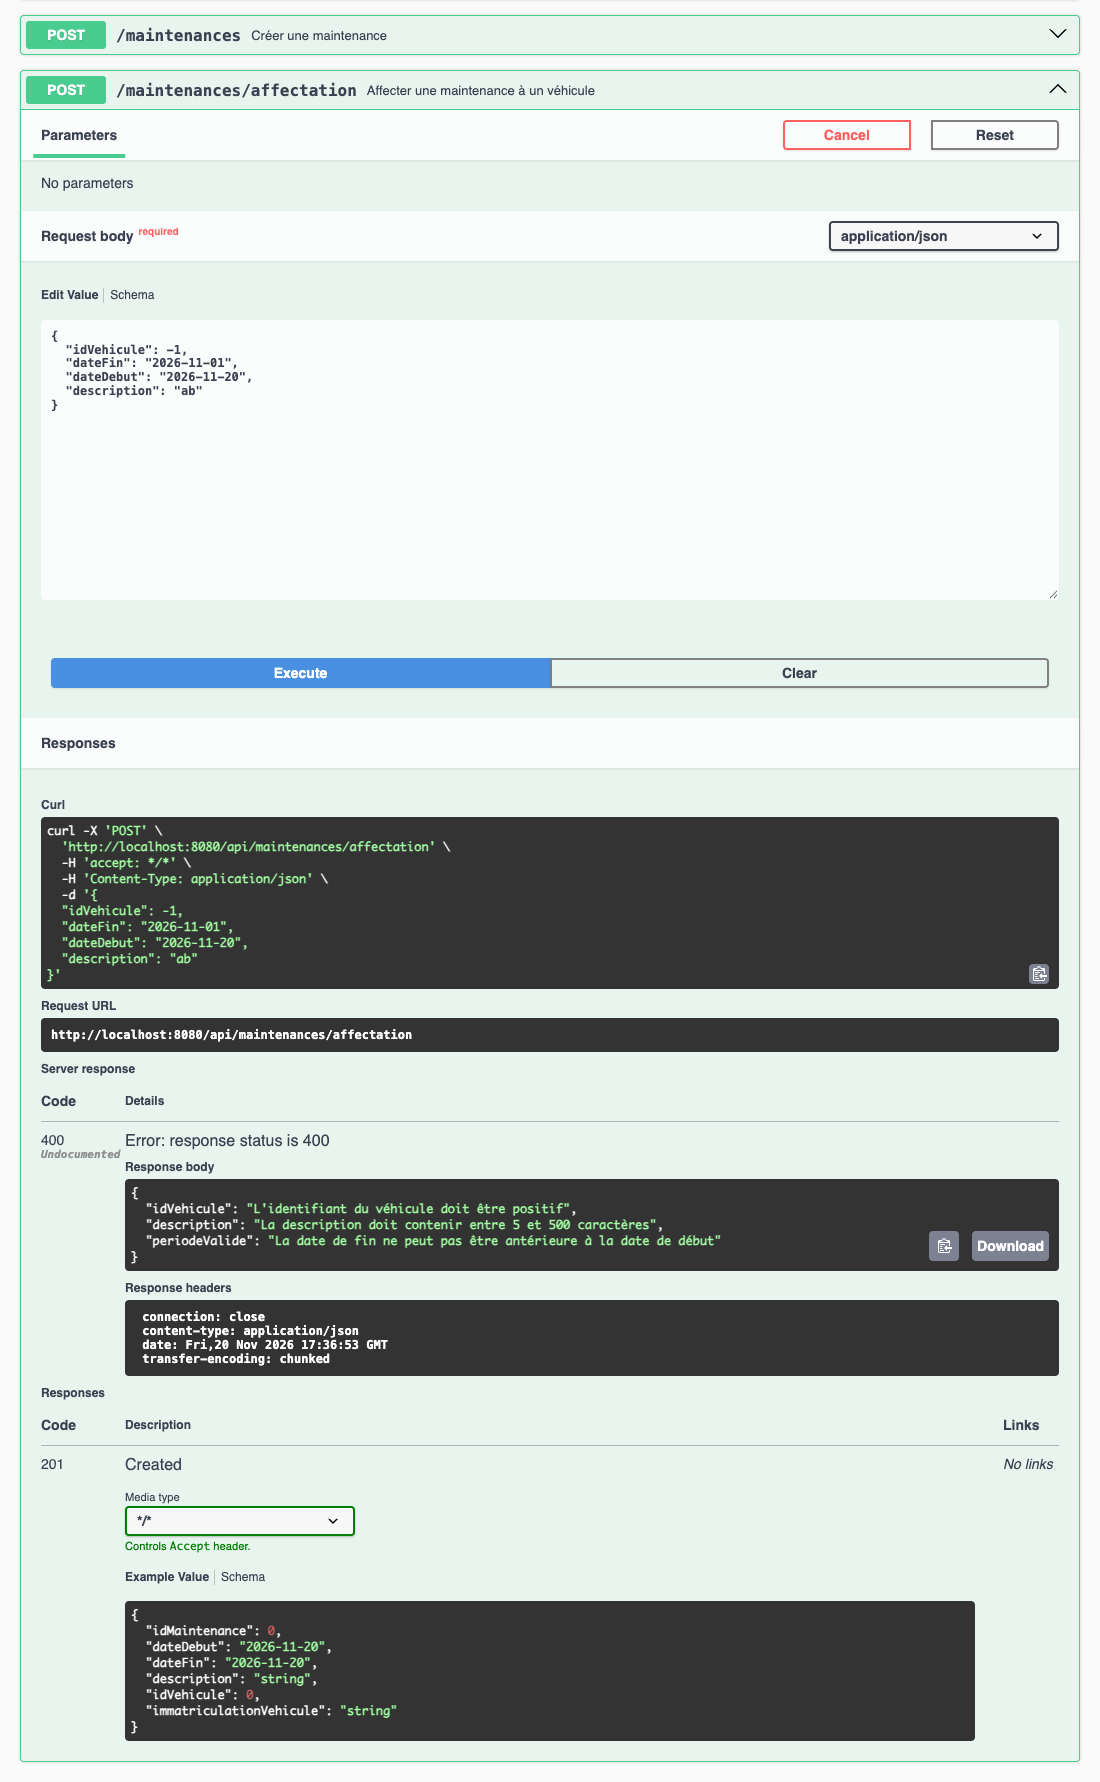 POST /maintenances Créer une maintenance
POST /maintenances/affectation Affecter une maintenance à un véhicule
Parameters Cancel Reset
No parameters
Request body required application/json
Edit Value Schema
{
"idVehicule": -1,
"dateFin": "2026-11-01",
"dateDebut": "2026-11-20",
"description": "ab"
}
Execute Clear
Responses
Curl
curl -X 'POST' \
'http://localhost:8080/api/maintenances/affectation' \
-H 'accept: */*' \
-H 'Content-Type: application/json' \
-d '{
"idVehicule": -1,
"dateFin": "2026-11-01",
"dateDebut": "2026-11-20",
"description": "ab"
}'
Request URL
http://localhost:8080/api/maintenances/affectation
Server response
Code Details
400 Error: response status is 400
Undocumented
Response body
{
"idVehicule": "L'identifiant du véhicule doit être positif",
"description": "La description doit contenir entre 5 et 500 caractères",
"periodeValide": "La date de fin ne peut pas être antérieure à la date de début"
}
Download
Response headers
connection: close
content-type: application/json
date: Fri,20 Nov 2026 17:36:53 GMT
transfer-encoding: chunked
Responses
Code Description Links
201 Created No links
Media type
*/*
Controls Accept header.
Example Value Schema
{
"idMaintenance": 0,
"dateDebut": "2026-11-20",
"dateFin": "2026-11-20",
"description": "string",
"idVehicule": 0,
"immatriculationVehicule": "string"
}